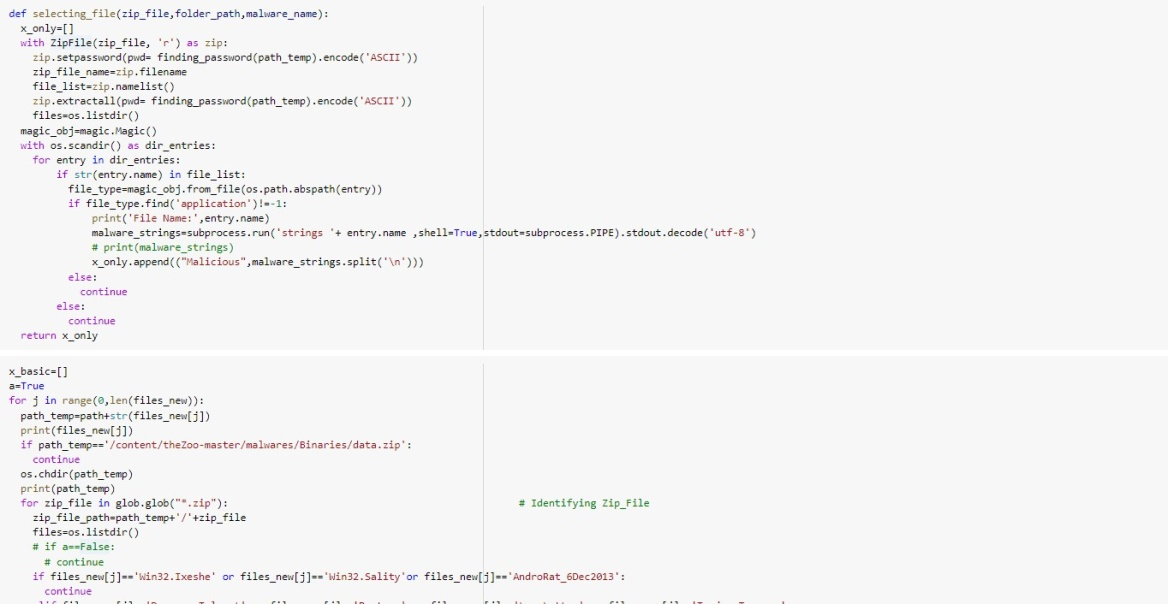 def selecting_file(zip_file,folder_path,malware_name):
  x_only=[]
  with ZipFile(zip_file, 'r') as zip:
    zip.setpassword(pwd= finding_password(path_temp).encode('ASCII'))
    zip_file_name=zip.filename
    file_list=zip.namelist()
    zip.extractall(pwd= finding_password(path_temp).encode('ASCII'))
    files=os.listdir()
  magic_obj=magic.Magic()
  with os.scandir() as dir_entries:
    for entry in dir_entries:
        if str(entry.name) in file_list:
          file_type=magic_obj.from_file(os.path.abspath(entry))
          if file_type.find('application')!=-1:
              print('File Name:',entry.name)
              malware_strings=subprocess.run('strings '+ entry.name ,shell=True,stdout=subprocess.PIPE).stdout.decode('utf-8')
              # print(malware_strings)
              x_only.append(("Malicious",malware_strings.split('\n')))
          else:
            continue
        else:
          continue
  return x_only
x_basic=[]
a=True
for j in range(0,len(files_new)):
  path_temp=path+str(files_new[j])
  print(files_new[j])
  if path_temp=='/content/theZoo-master/malwares/Binaries/data.zip':
    continue
  os.chdir(path_temp)
  print(path_temp)
  for zip_file in glob.glob("*.zip"):                                                # Identifying Zip_File
    zip_file_path=path_temp+'/'+zip_file
    files=os.listdir()
    # if a==False:
      # continue
    if files_new[j]=='Win32.Ixeshe' or files_new[j]=='Win32.Sality'or files_new[j]=='AndroRat_6Dec2013':
      continue